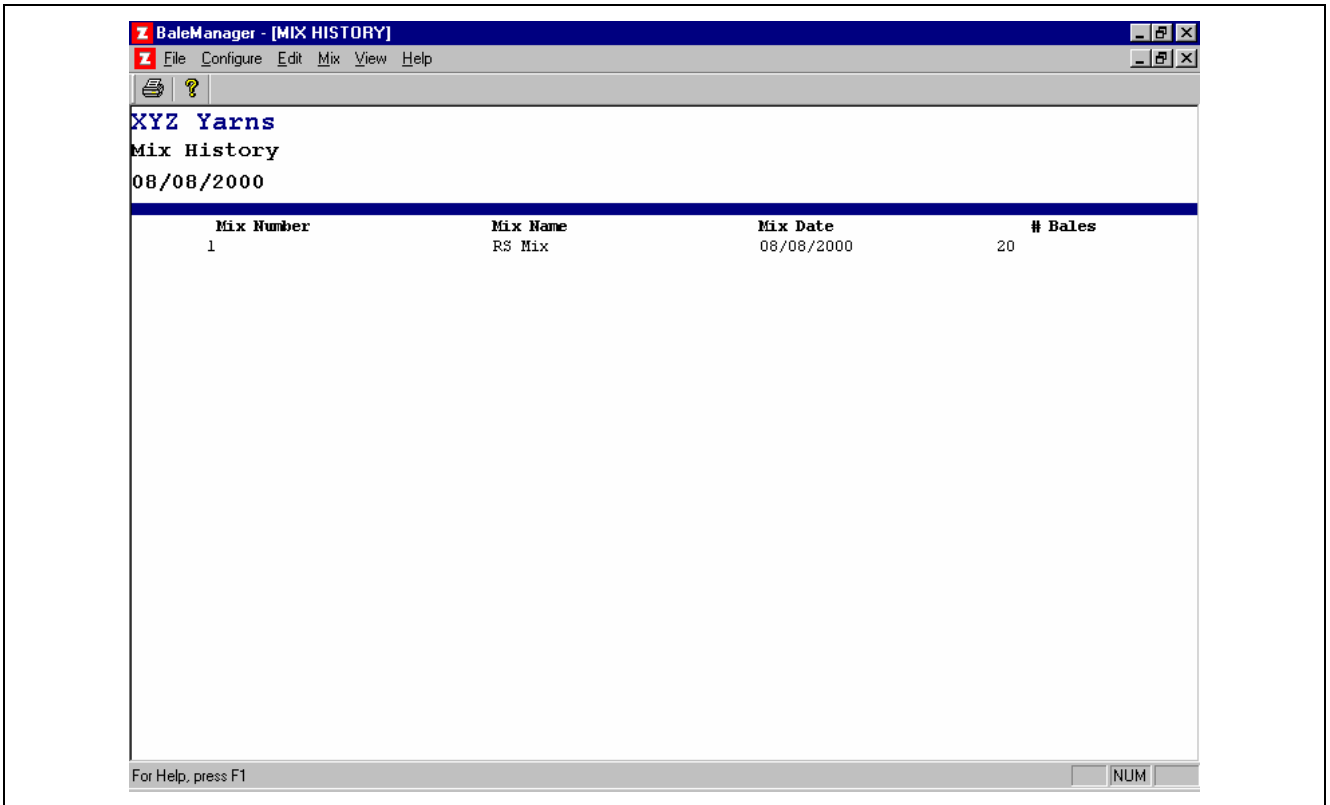 Z BaleManager - [MIX HISTORY]
Z File Configure Edit Mix View Help
XYZ Yarns
Mix History
08/08/2000
Mix Number Mix Name Mix Date # Bales
1 RS Mix 08/08/2000 20
For Help, press F1 NUM